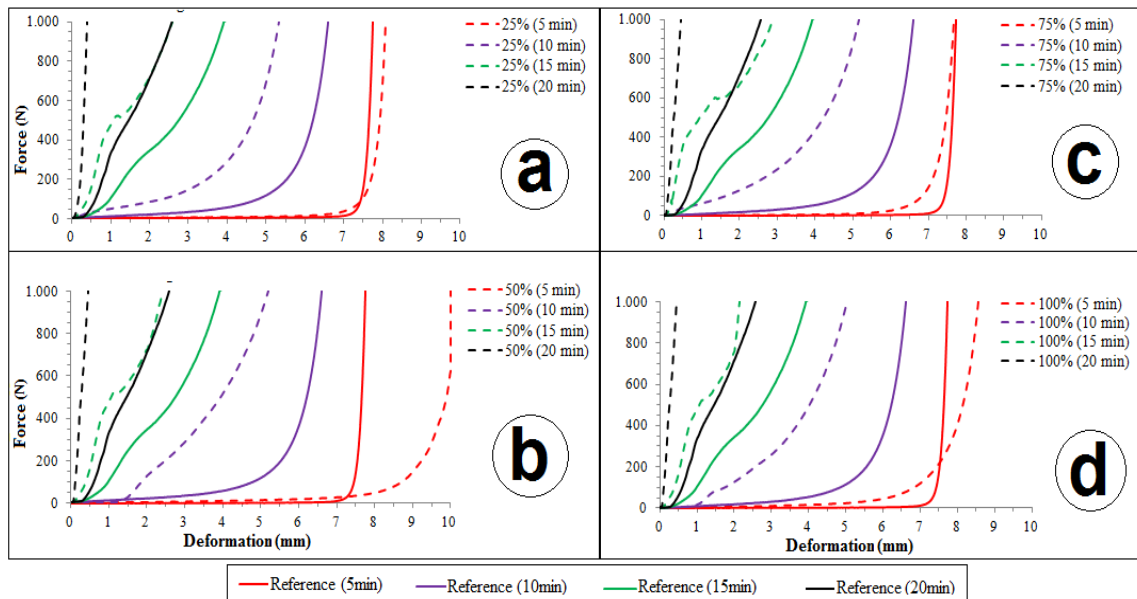 1.000
800
600
400
200
0
Force (N)
0 1 2 3 4 5 6 7 8 9 10
25% (5 min)
25% (10 min)
25% (15 min)
25% (20 min)
a
1.000
800
600
400
200
0
0 1 2 3 4 5 6 7 8 9 10
75% (5 min)
75% (10 min)
75% (15 min)
75% (20 min)
c
1.000
800
600
400
200
0
Force (N)
0 1 2 3 4 5 6 7 8 9 10
Deformation (mm)
50% (5 min)
50% (10 min)
50% (15 min)
50% (20 min)
b
1.000
800
600
400
200
0
0 1 2 3 4 5 6 7 8 9 10
Deformation (mm)
100% (5 min)
100% (10 min)
100% (15 min)
100% (20 min)
d
Reference (5min) Reference (10min) Reference (15min) Reference (20min)